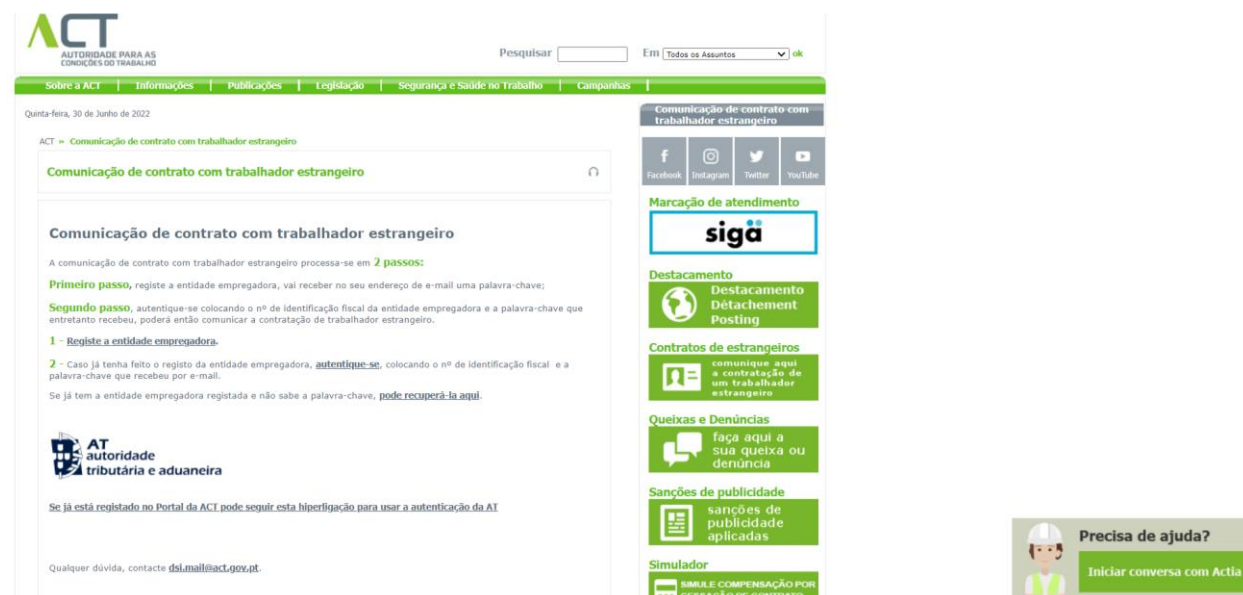 ACT
AUTORIDADE PARA AS
CONDIÇÕES DO TRABALHO
Pesquisar
Em Todos os Assuntos ok
Sobre a ACT | Informações | Publicações | Legislação | Segurança e Saúde no Trabalho | Campanhas |
Quinta-feira, 30 de Junho de 2022
ACT » Comunicação de contrato com trabalhador estrangeiro
Comunicação de contrato com trabalhador estrangeiro
Comunicação de contrato com trabalhador estrangeiro
A comunicação de contrato com trabalhador estrangeiro processa-se em 2 passos:
Primeiro passo, registe a entidade empregadora, vai receber no seu endereço de e-mail uma palavra-chave;
Segundo passo, autentique-se colocando o nº de identificação fiscal da entidade empregadora e a palavra-chave que
entretanto recebeu, poderá então comunicar a contratação de trabalhador estrangeiro.
1 - Registe a entidade empregadora.
2 - Caso já tenha feito o registo da entidade empregadora, autentique-se, colocando o nº de identificação fiscal e a
palavra-chave que recebeu por e-mail.
Se já tem a entidade empregadora registada e não sabe a palavra-chave, pode recuperá-la aqui.
AT
autoridade
tributária e aduaneira
Se já está registado no Portal da ACT pode seguir esta hiperligação para usar a autenticação da AT
Qualquer dúvida, contacte dsi.mail@act.gov.pt.
Comunicação de contrato com
trabalhador estrangeiro
Facebook Instagram Twitter YouTube
Marcação de atendimento
sigä
Destacamento
Destacamento
Détachement
Posting
Contratos de estrangeiros
comunique aqui
a contratação de
um trabalhador
estrangeiro
Queixas e Denúncias
faça aqui a
sua queixa ou
denúncia
Sanções de publicidade
sanções de
publicidade
aplicadas
Simulador
SIMULE COMPENSAÇÃO POR
Precisa de ajuda?
Iniciar conversa com Actia